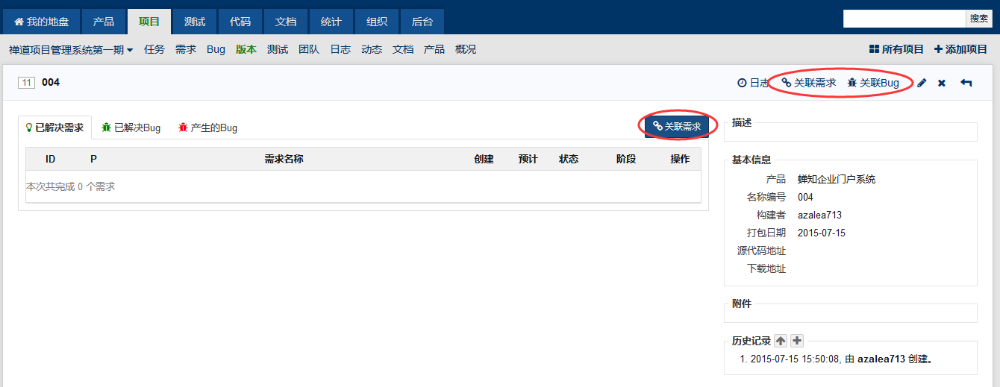 我的地盘 产品 项目 测试 代码 文档 统计 组织 后台 搜索
禅道项目管理系统第一期 任务 需求 Bug 版本 测试 团队 日志 动态 文档 产品 概况 所有项目 添加项目
11 004 日志 关联需求 关联Bug
已解决需求 已解决Bug 产生的Bug 关联需求
ID P 需求名称 创建 预计 状态 阶段 操作
本次共完成 0 个需求
描述
基本信息
产品 蝉知企业门户系统
名称编号 004
构建者 azalea713
打包日期 2015-07-15
源代码地址
下载地址
附件
历史记录
1. 2015-07-15 15:50:08, 由 azalea713 创建。